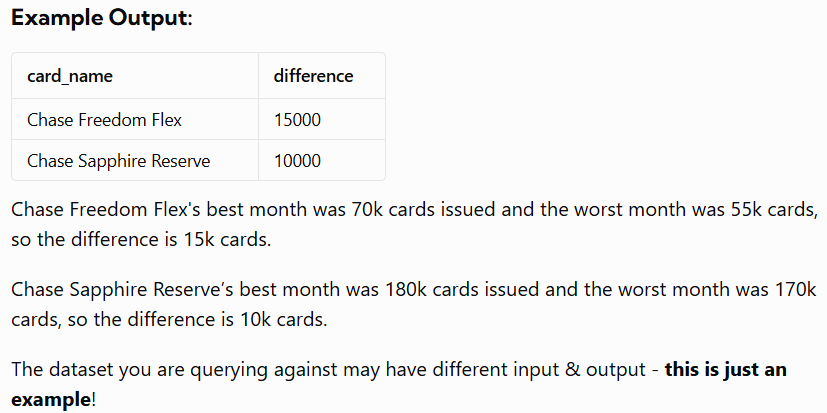 Example Output:
card_name difference
Chase Freedom Flex 15000
Chase Sapphire Reserve 10000
Chase Freedom Flex's best month was 70k cards issued and the worst month was 55k cards,
so the difference is 15k cards.
Chase Sapphire Reserve’s best month was 180k cards issued and the worst month was 170k
cards, so the difference is 10k cards.
The dataset you are querying against may have different input & output - this is just an
example!